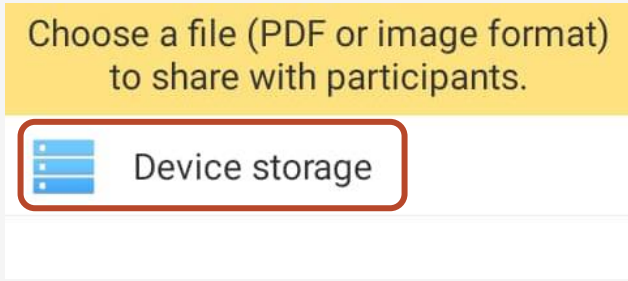 Choose a file (PDF or image format)
to share with participants.
Device storage